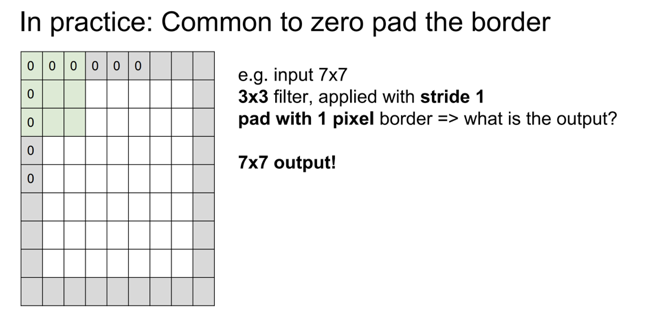 In practice: Common to zero pad the border
0 0 0 0 0 0
0
0
0
0
e.g. input 7x7
3x3 filter, applied with stride 1
pad with 1 pixel border => what is the output?
7x7 output!